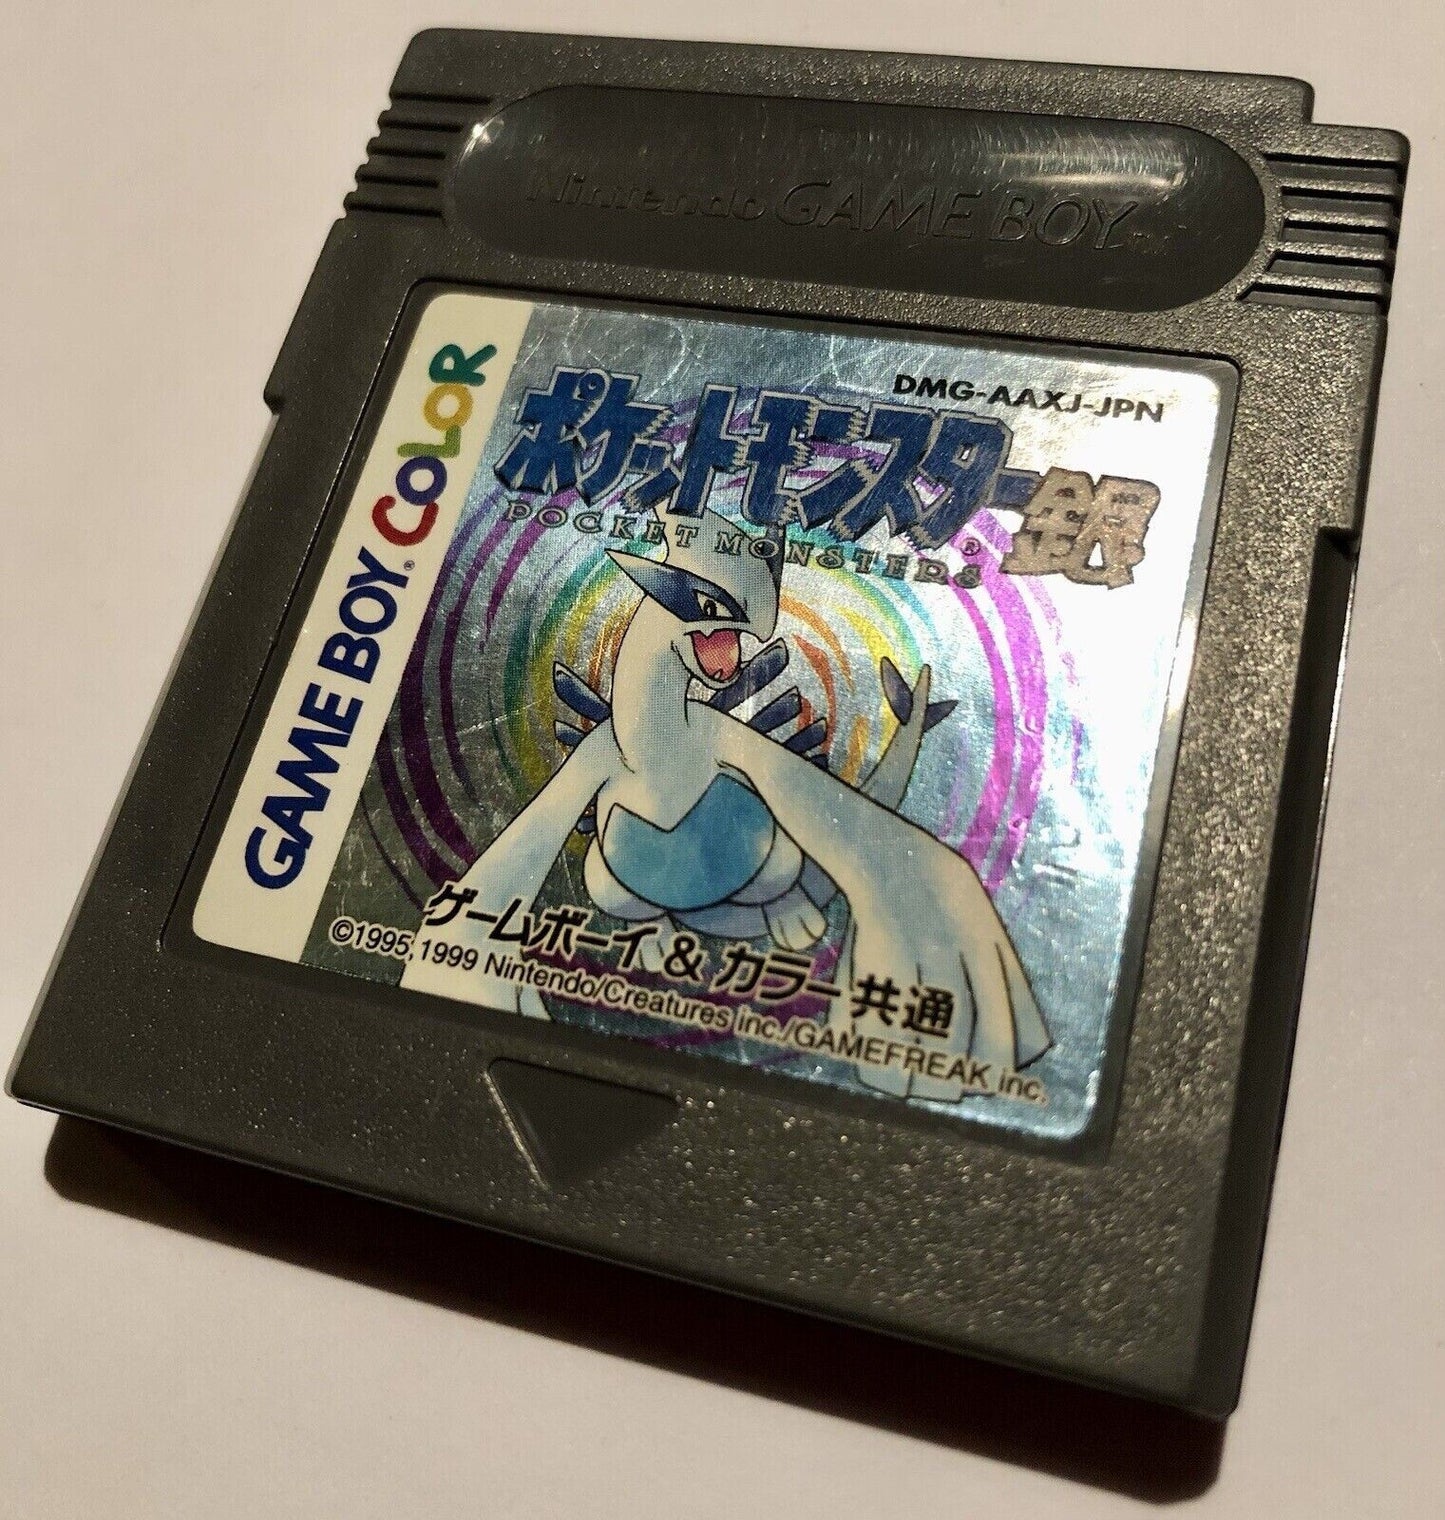 Nintendo GAME BOY™
GAME BOY® COLOR
DMG-AAXJ-JPN
ポケットモンスター®銀
POCKET MONSTERS
ゲームボーイ & カラー 共通
©1995,1999 Nintendo/Creatures inc./GAMEFREAK inc.